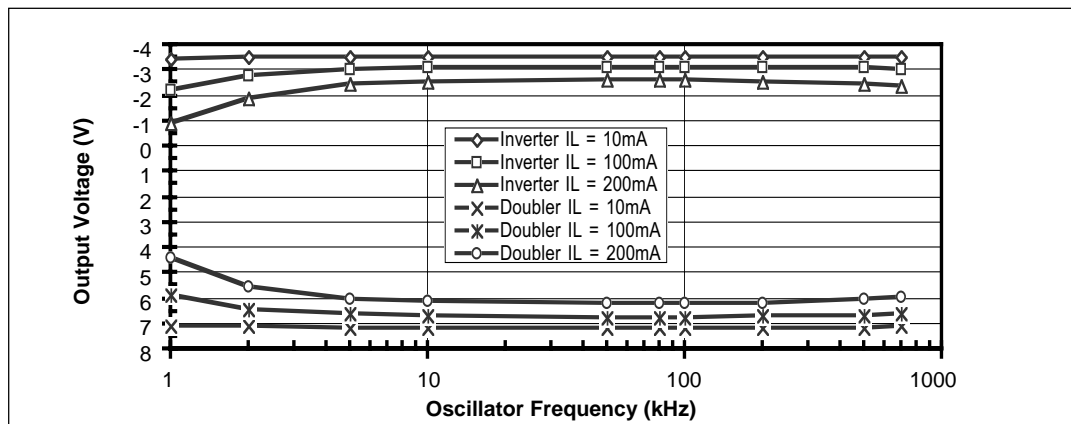 -4
-3
-2
-1
0
1
2
3
4
5
6
7
8
Output Voltage (V)
Inverter IL = 10mA
Inverter IL = 100mA
Inverter IL = 200mA
Doubler IL = 10mA
Doubler IL = 100mA
Doubler IL = 200mA
1 10 100 1000
Oscillator Frequency (kHz)